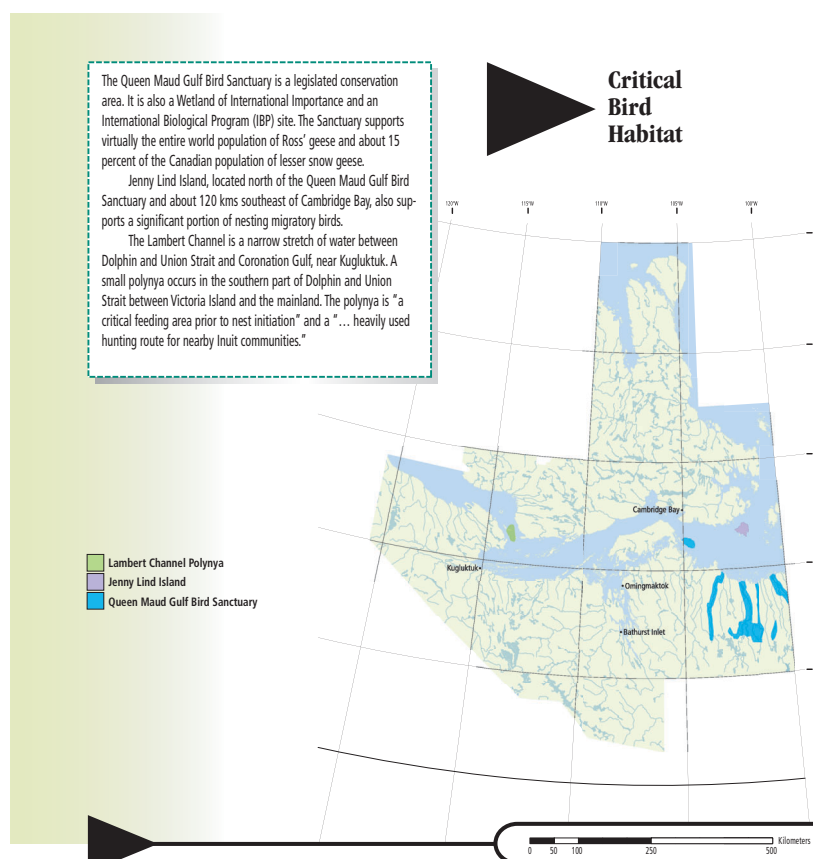 The Queen Maud Gulf Bird Sanctuary is a legislated conservation
area. It is also a Wetland of International Importance and an
International Biological Program (IBP) site. The Sanctuary supports
virtually the entire world population of Ross' geese and about 15
percent of the Canadian population of lesser snow geese.
Jenny Lind Island, located north of the Queen Maud Gulf Bird
Sanctuary and about 120 kms southeast of Cambridge Bay, also sup-
ports a significant portion of nesting migratory birds.
The Lambert Channel is a narrow stretch of water between
Dolphin and Union Strait and Coronation Gulf, near Kugluktuk. A
small polynya occurs in the southern part of Dolphin and Union
Strait between Victoria Island and the mainland. The polynya is "a
critical feeding area prior to nest initiation" and a "… heavily used
hunting route for nearby Inuit communities."
Critical
Bird
Habitat
120°W 115°W 110°W 105°W 100°W
Cambridge Bay
Kugluktuk
Omingmaktok
Bathurst Inlet
Lambert Channel Polynya
Jenny Lind Island
Queen Maud Gulf Bird Sanctuary
Kilometers
0 50 100 250 500